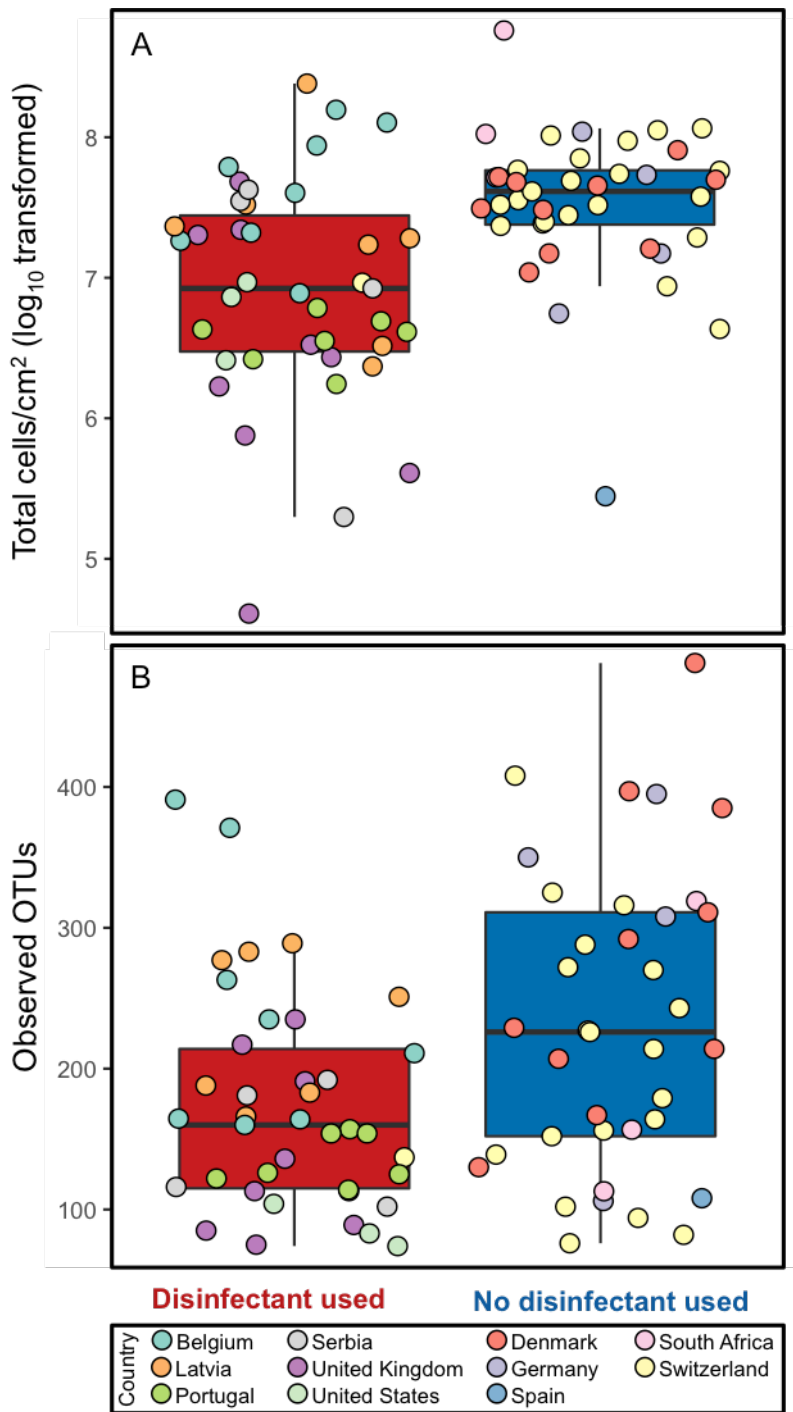 A
Total cells/cm² (log₁₀ transformed)
8
7
6
5
B
Observed OTUs
400
300
200
100
Disinfectant used
No disinfectant used
Country
Belgium
Serbia
Denmark
South Africa
Latvia
United Kingdom
Germany
Switzerland
Portugal
United States
Spain